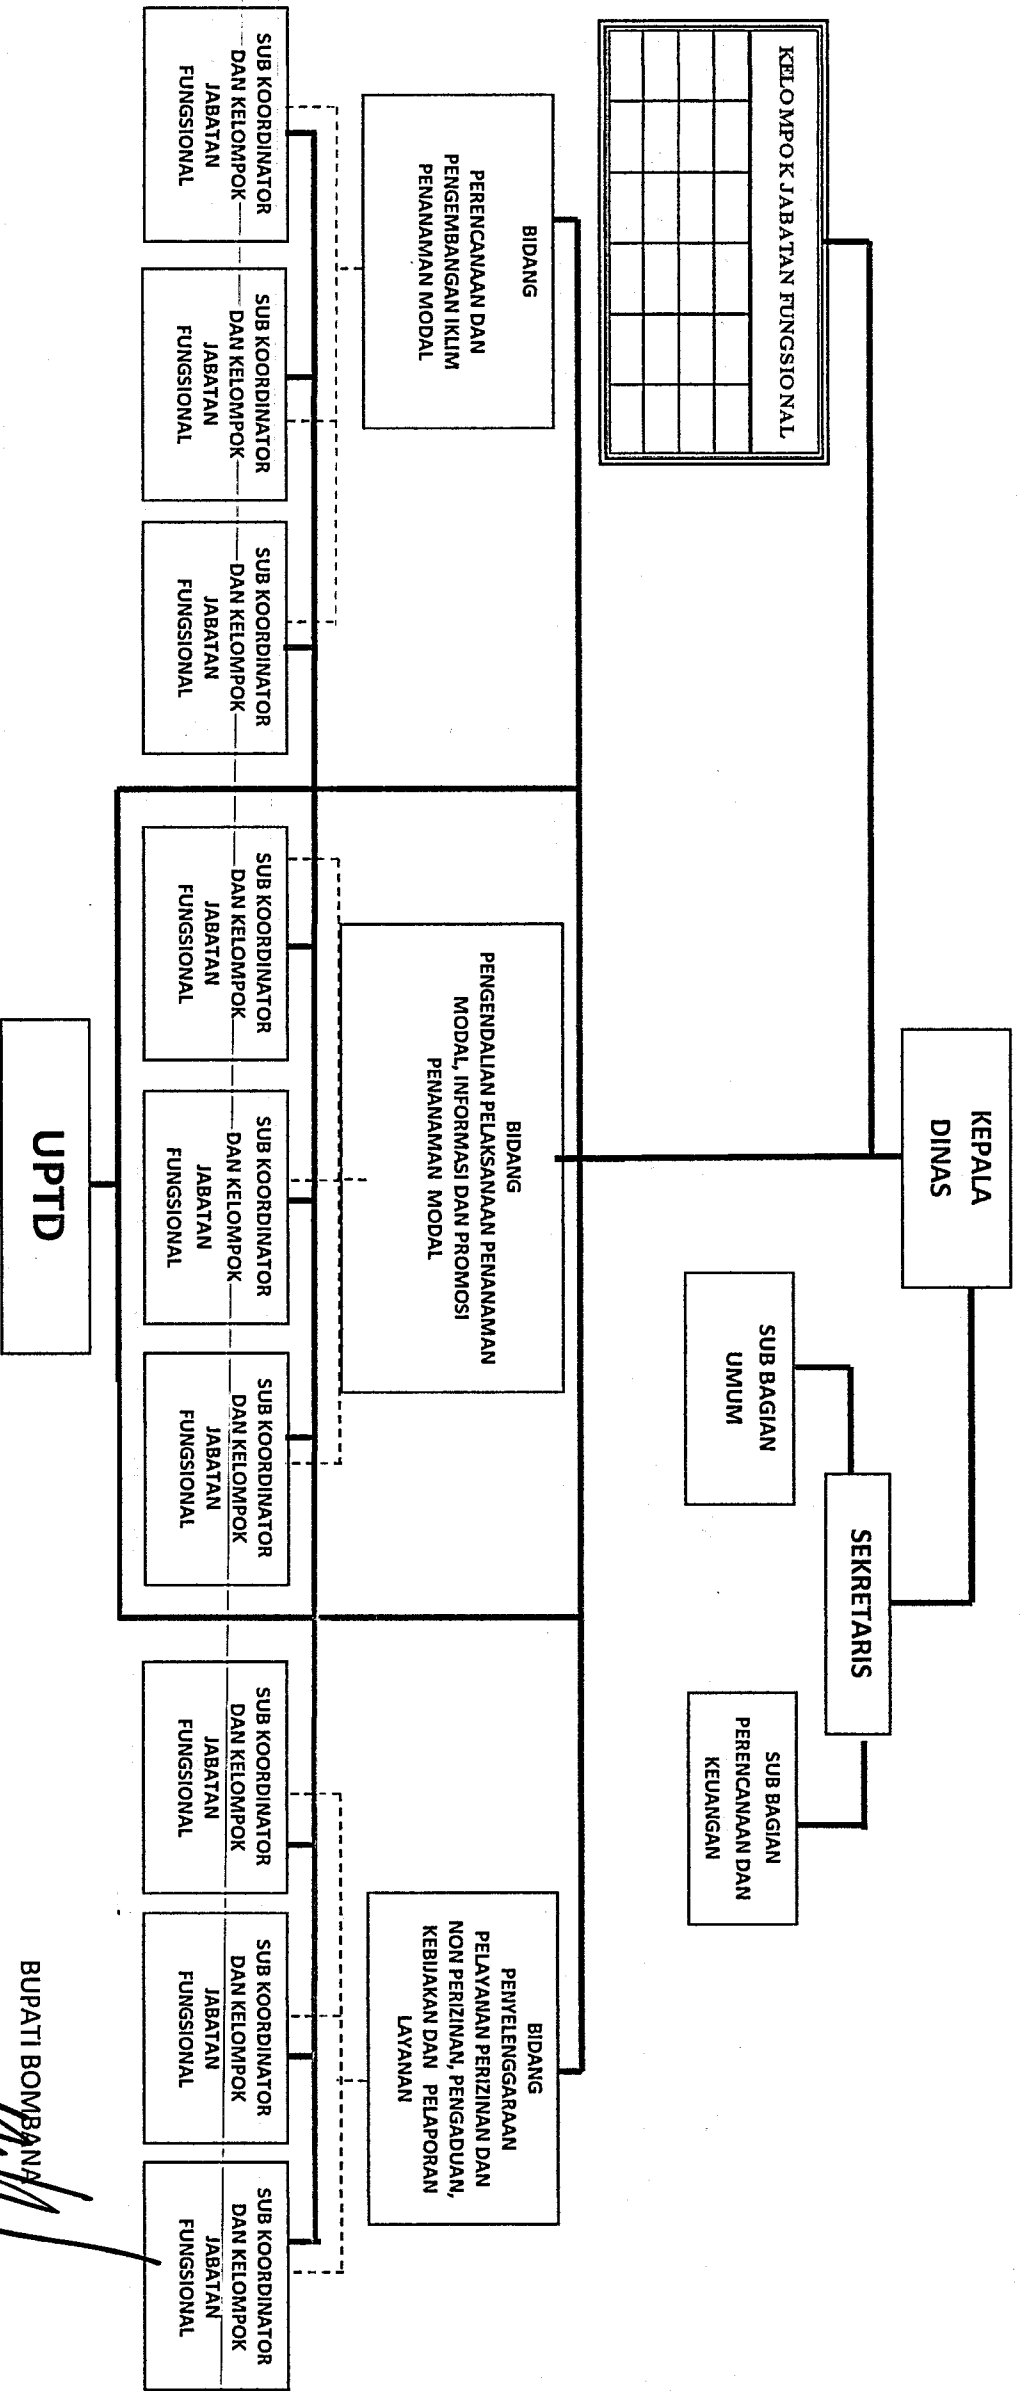 KEPALA
DINAS
SEKRETARIS
SUB BAGIAN
UMUM
SUB BAGIAN
PERENCANAAN DAN
KEUANGAN
KELOMPOK JABATAN FUNGSIONAL
BIDANG
PERENCANAAN DAN
PENGEMBANGAN IKLIM
PENANAMAN MODAL
BIDANG
PENGENDALIAN PELAKSANAAN PENANAMAN
MODAL, INFORMASI DAN PROMOSI
PENANAMAN MODAL
BIDANG
PENYELENGGARAAN
PELAYANAN PERIZINAN DAN
NON PERIZINAN, PENGADUAN,
KEBIJAKAN DAN PELAPORAN
LAYANAN
SUB KOORDINATOR
DAN KELOMPOK
JABATAN
FUNGSIONAL
SUB KOORDINATOR
DAN KELOMPOK
JABATAN
FUNGSIONAL
SUB KOORDINATOR
DAN KELOMPOK
JABATAN
FUNGSIONAL
SUB KOORDINATOR
DAN KELOMPOK
JABATAN
FUNGSIONAL
SUB KOORDINATOR
DAN KELOMPOK
JABATAN
FUNGSIONAL
SUB KOORDINATOR
DAN KELOMPOK
JABATAN
FUNGSIONAL
SUB KOORDINATOR
DAN KELOMPOK
JABATAN
FUNGSIONAL
SUB KOORDINATOR
DAN KELOMPOK
JABATAN
FUNGSIONAL
SUB KOORDINATOR
DAN KELOMPOK
JABATAN
FUNGSIONAL
UPTD
BUPATI BOMBANA